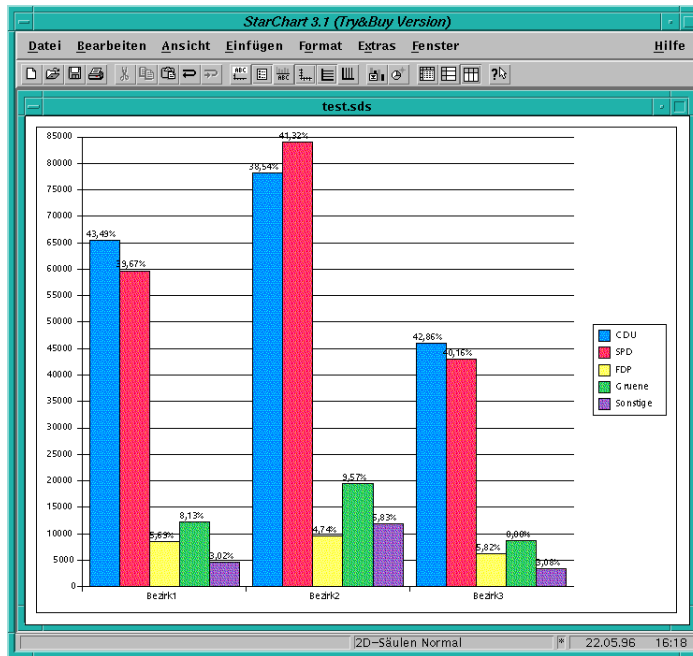 StarChart 3.1 (Try&Buy Version)
Datei Bearbeiten Ansicht Einfügen Format Extras Fenster Hilfe
ABC
ABC
test.sds
85000
80000
75000
70000
65000
60000
55000
50000
45000
40000
35000
30000
25000
20000
15000
10000
5000
0
43,49%
39,67%
5,69%
8,13%
3,02%
38,54%
41,32%
4,74%
9,57%
5,83%
42,86%
40,16%
5,82%
3,08%
Bezirk1 Bezirk2 Bezirk3
CDU
SPD
FDP
Gruene
Sonstige
2D-Säulen Normal * 22.05.96 16:18